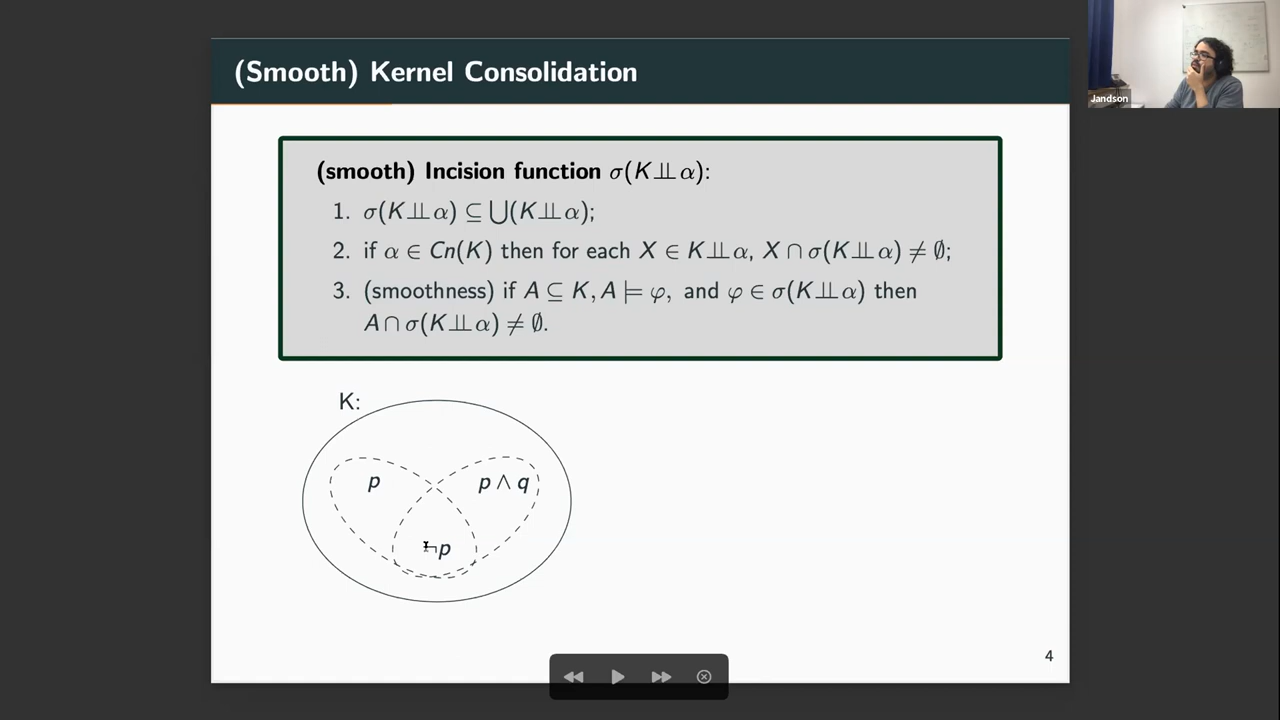 (Smooth) Kernel Consolidation
Jandson
(smooth) Incision function σ(K⫫α):
1. σ(K⫫α) ⊆ ⋃(K⫫α);
2. if α ∈ Cn(K) then for each X ∈ K⫫α, X ∩ σ(K⫫α) ≠ ∅;
3. (smoothness) if A ⊆ K, A ⊨ φ, and φ ∈ σ(K⫫α) then
A ∩ σ(K⫫α) ≠ ∅.
K:
p
p ∧ q
¬p
4